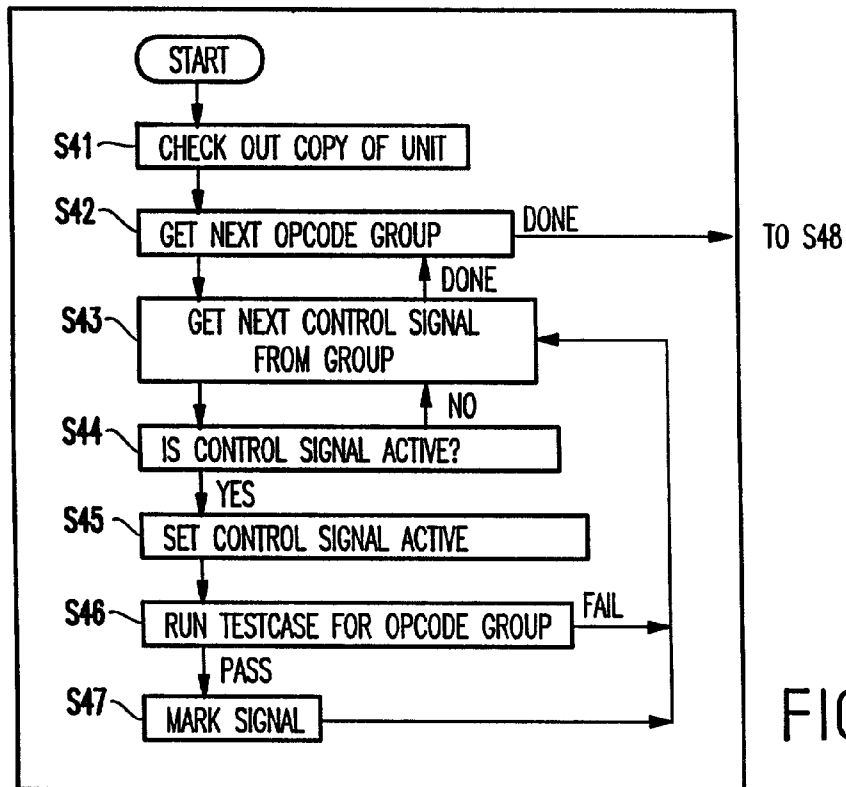 START
S41 CHECK OUT COPY OF UNIT
S42 GET NEXT OPCODE GROUP DONE TO S48
DONE
S43 GET NEXT CONTROL SIGNAL
FROM GROUP
NO
S44 IS CONTROL SIGNAL ACTIVE?
YES
S45 SET CONTROL SIGNAL ACTIVE
S46 RUN TESTCASE FOR OPCODE GROUP FAIL
PASS
S47 MARK SIGNAL